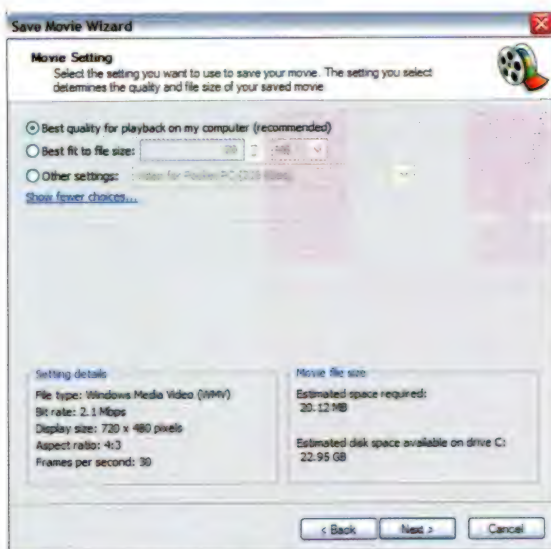 Save Movie Wizard
Movie Setting
Select the setting you want to use to save your movie. The setting you select
determines the quality and file size of your saved movie
Best quality for playback on my computer (recommended)
Best fit to file size:
MB
Other settings: Video for Pocket PC
Show fewer choices...
Setting details
File type: Windows Media Video (WMV)
Bit rate: 2.1 Mbps
Display size: 720 x 480 pixels
Aspect ratio: 4:3
Frames per second: 30
Movie file size
Estimated space required:
20.12 MB
Estimated disk space available on drive C:
22.95 GB
< Back
Next >
Cancel